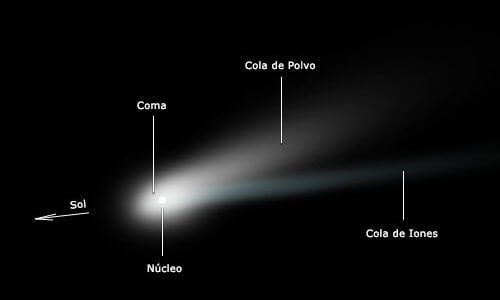 Cola de Polvo
Coma
Sol
Cola de Iones
Núcleo